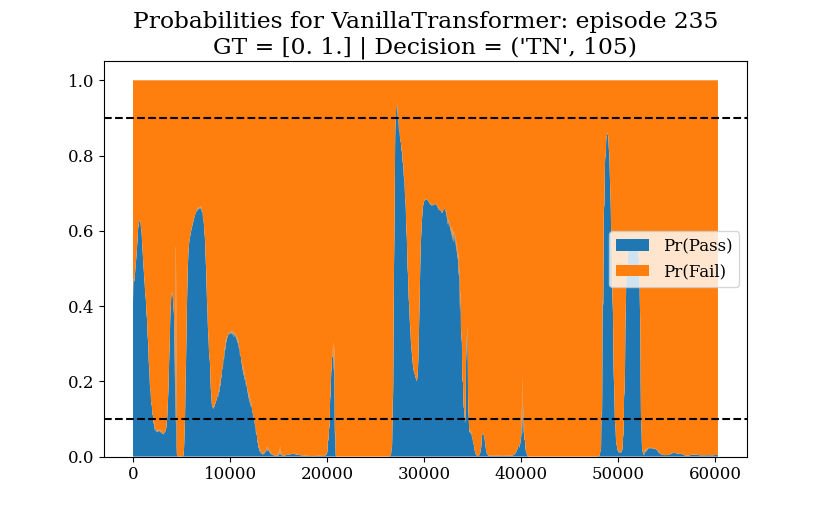 Probabilities for VanillaTransformer: episode 235
GT = [0. 1.] | Decision = ('TN', 105)
1.0
0.8
0.6
0.4
0.2
0.0
Pr(Pass)
Pr(Fail)
0 10000 20000 30000 40000 50000 60000